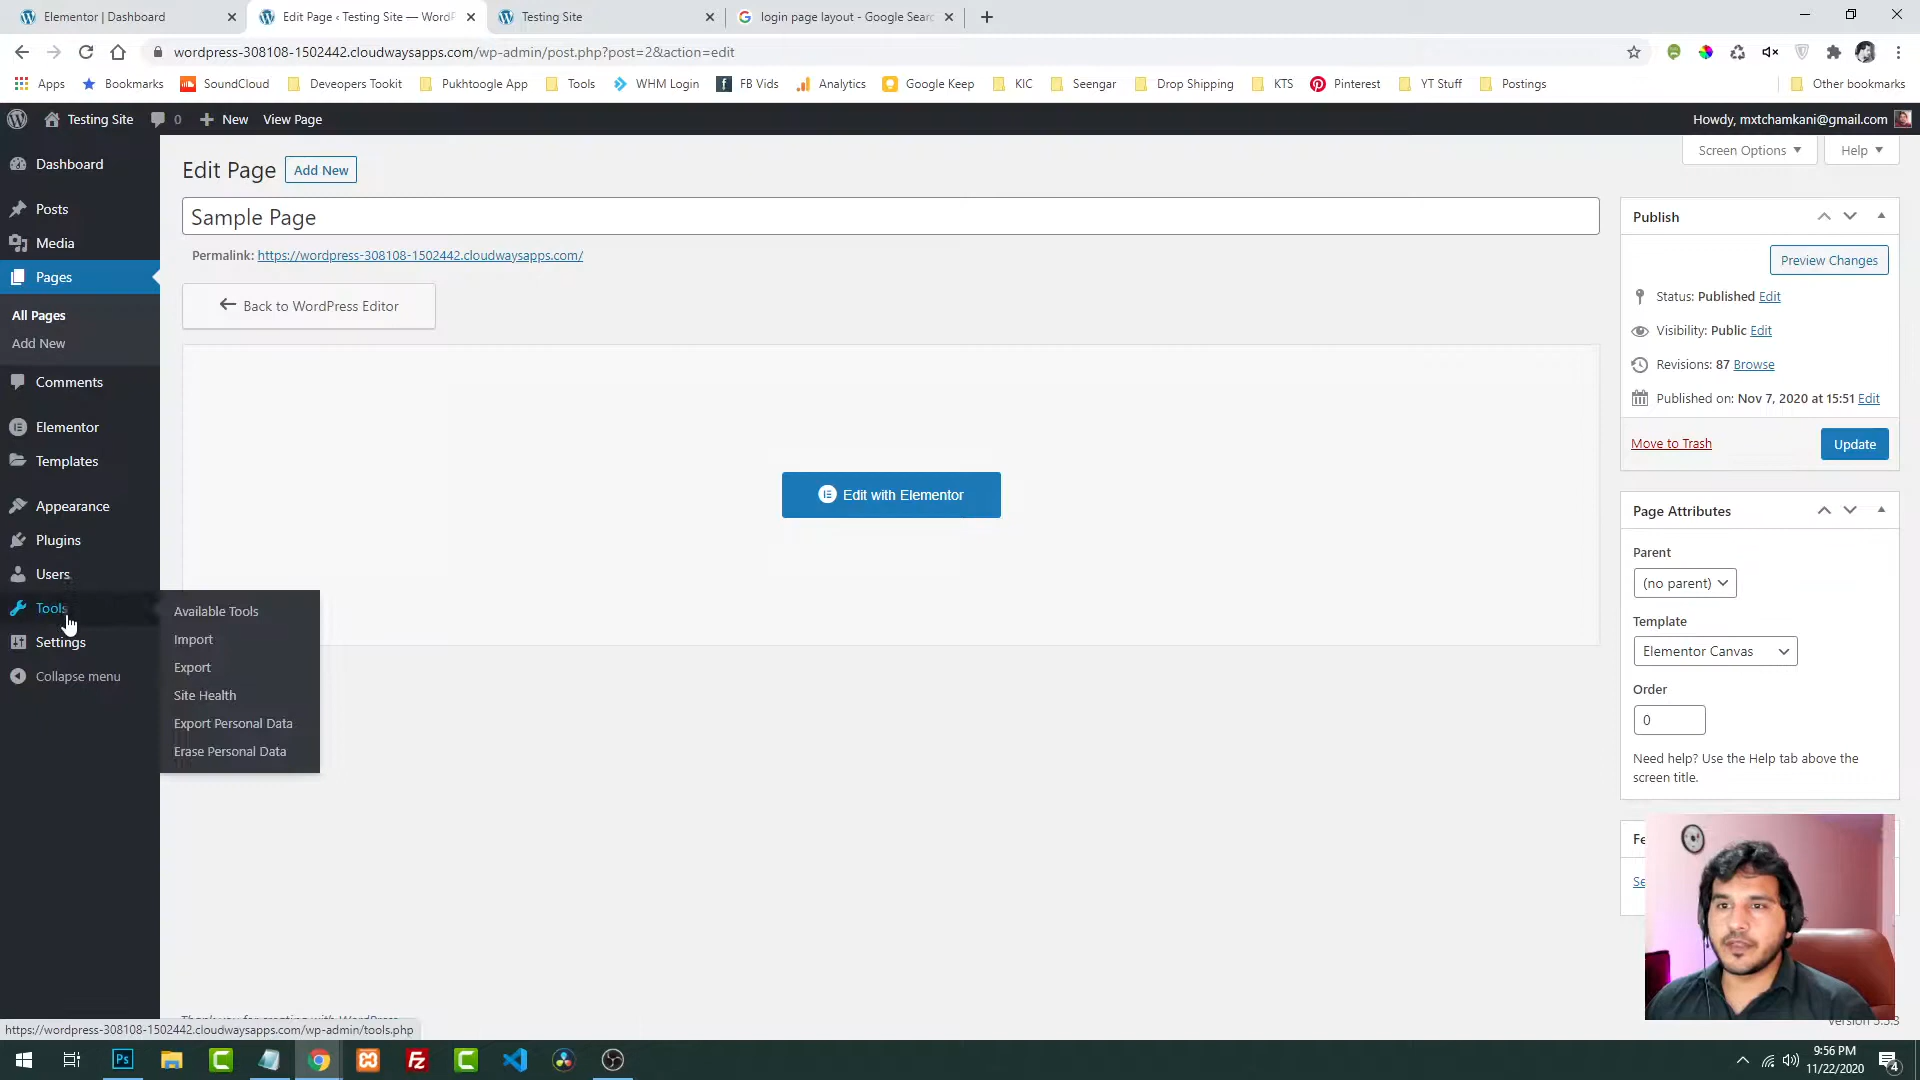 Elementor | Dashboard
Edit Page ‹ Testing Site — WordP
Testing Site
login page layout - Google Searc
wordpress-308108-1502442.cloudwaysapps.com/wp-admin/post.php?post=2&action=edit
Apps
Bookmarks
SoundCloud
Deveopers Tookit
Pukhtoogle App
Tools
WHM Login
FB Vids
Analytics
Google Keep
KIC
Seengar
Drop Shipping
KTS
Pinterest
YT Stuff
Postings
Other bookmarks
Testing Site
0
New
View Page
Howdy, mxtchamkani@gmail.com
Dashboard
Posts
Media
Pages
All Pages
Add New
Comments
Elementor
Templates
Appearance
Plugins
Users
Tools
Settings
Collapse menu
Available Tools
Import
Export
Site Health
Export Personal Data
Erase Personal Data
Screen Options
Help
Edit Page
Add New
Sample Page
Permalink: https://wordpress-308108-1502442.cloudwaysapps.com/
Back to WordPress Editor
Edit with Elementor
Publish
Preview Changes
Status: Published Edit
Visibility: Public Edit
Revisions: 87 Browse
Published on: Nov 7, 2020 at 15:51 Edit
Move to Trash
Update
Page Attributes
Parent
(no parent)
Template
Elementor Canvas
Order
0
Need help? Use the Help tab above the
screen title.
Fe
Se
https://wordpress-308108-1502442.cloudwaysapps.com/wp-admin/tools.php
Ps
9:56 PM
11/22/2020
4